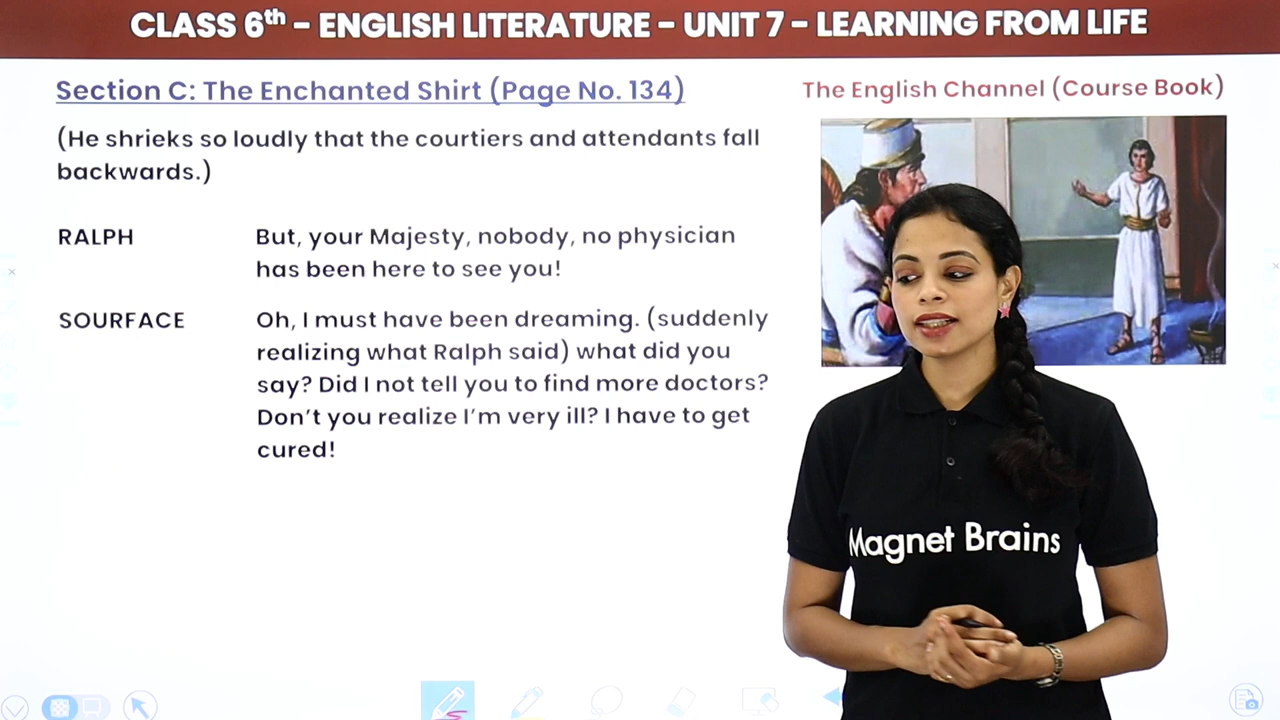 CLASS 6th – ENGLISH LITERATURE – UNIT 7 – LEARNING FROM LIFE
Section C: The Enchanted Shirt (Page No. 134)
The English Channel (Course Book)
(He shrieks so loudly that the courtiers and attendants fall
backwards.)
RALPH But, your Majesty, nobody, no physician
has been here to see you!
SOURFACE Oh, I must have been dreaming. (suddenly
realizing what Ralph said) what did you
say? Did I not tell you to find more doctors?
Don't you realize I'm very ill? I have to get
cured!
Magnet Brains